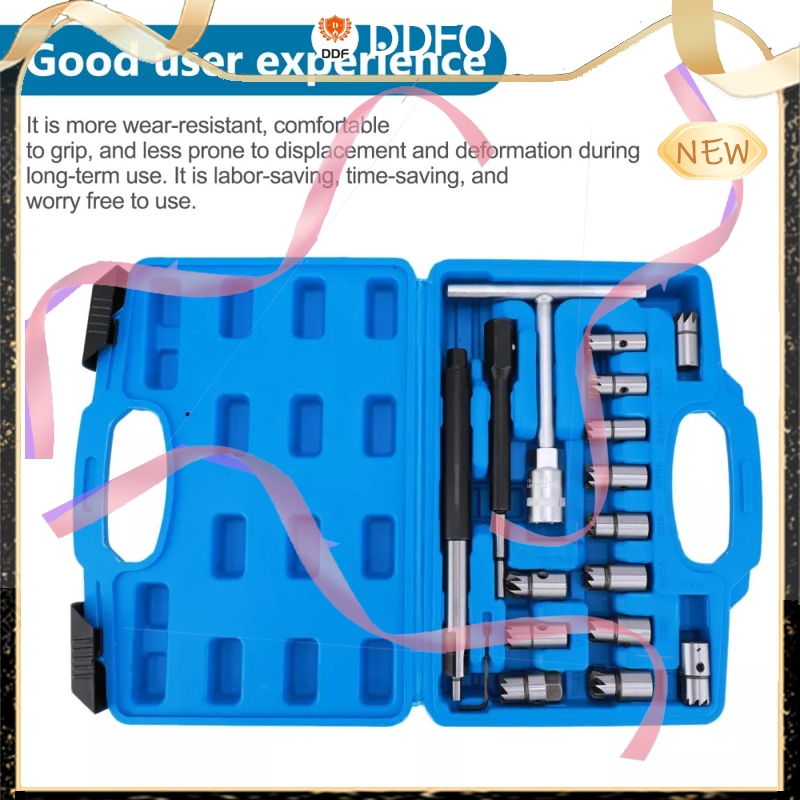 DDFO
DDF
Good user experience
It is more wear-resistant, comfortable
to grip, and less prone to displacement and deformation during
long-term use. It is labor-saving, time-saving, and
worry free to use.
NEW